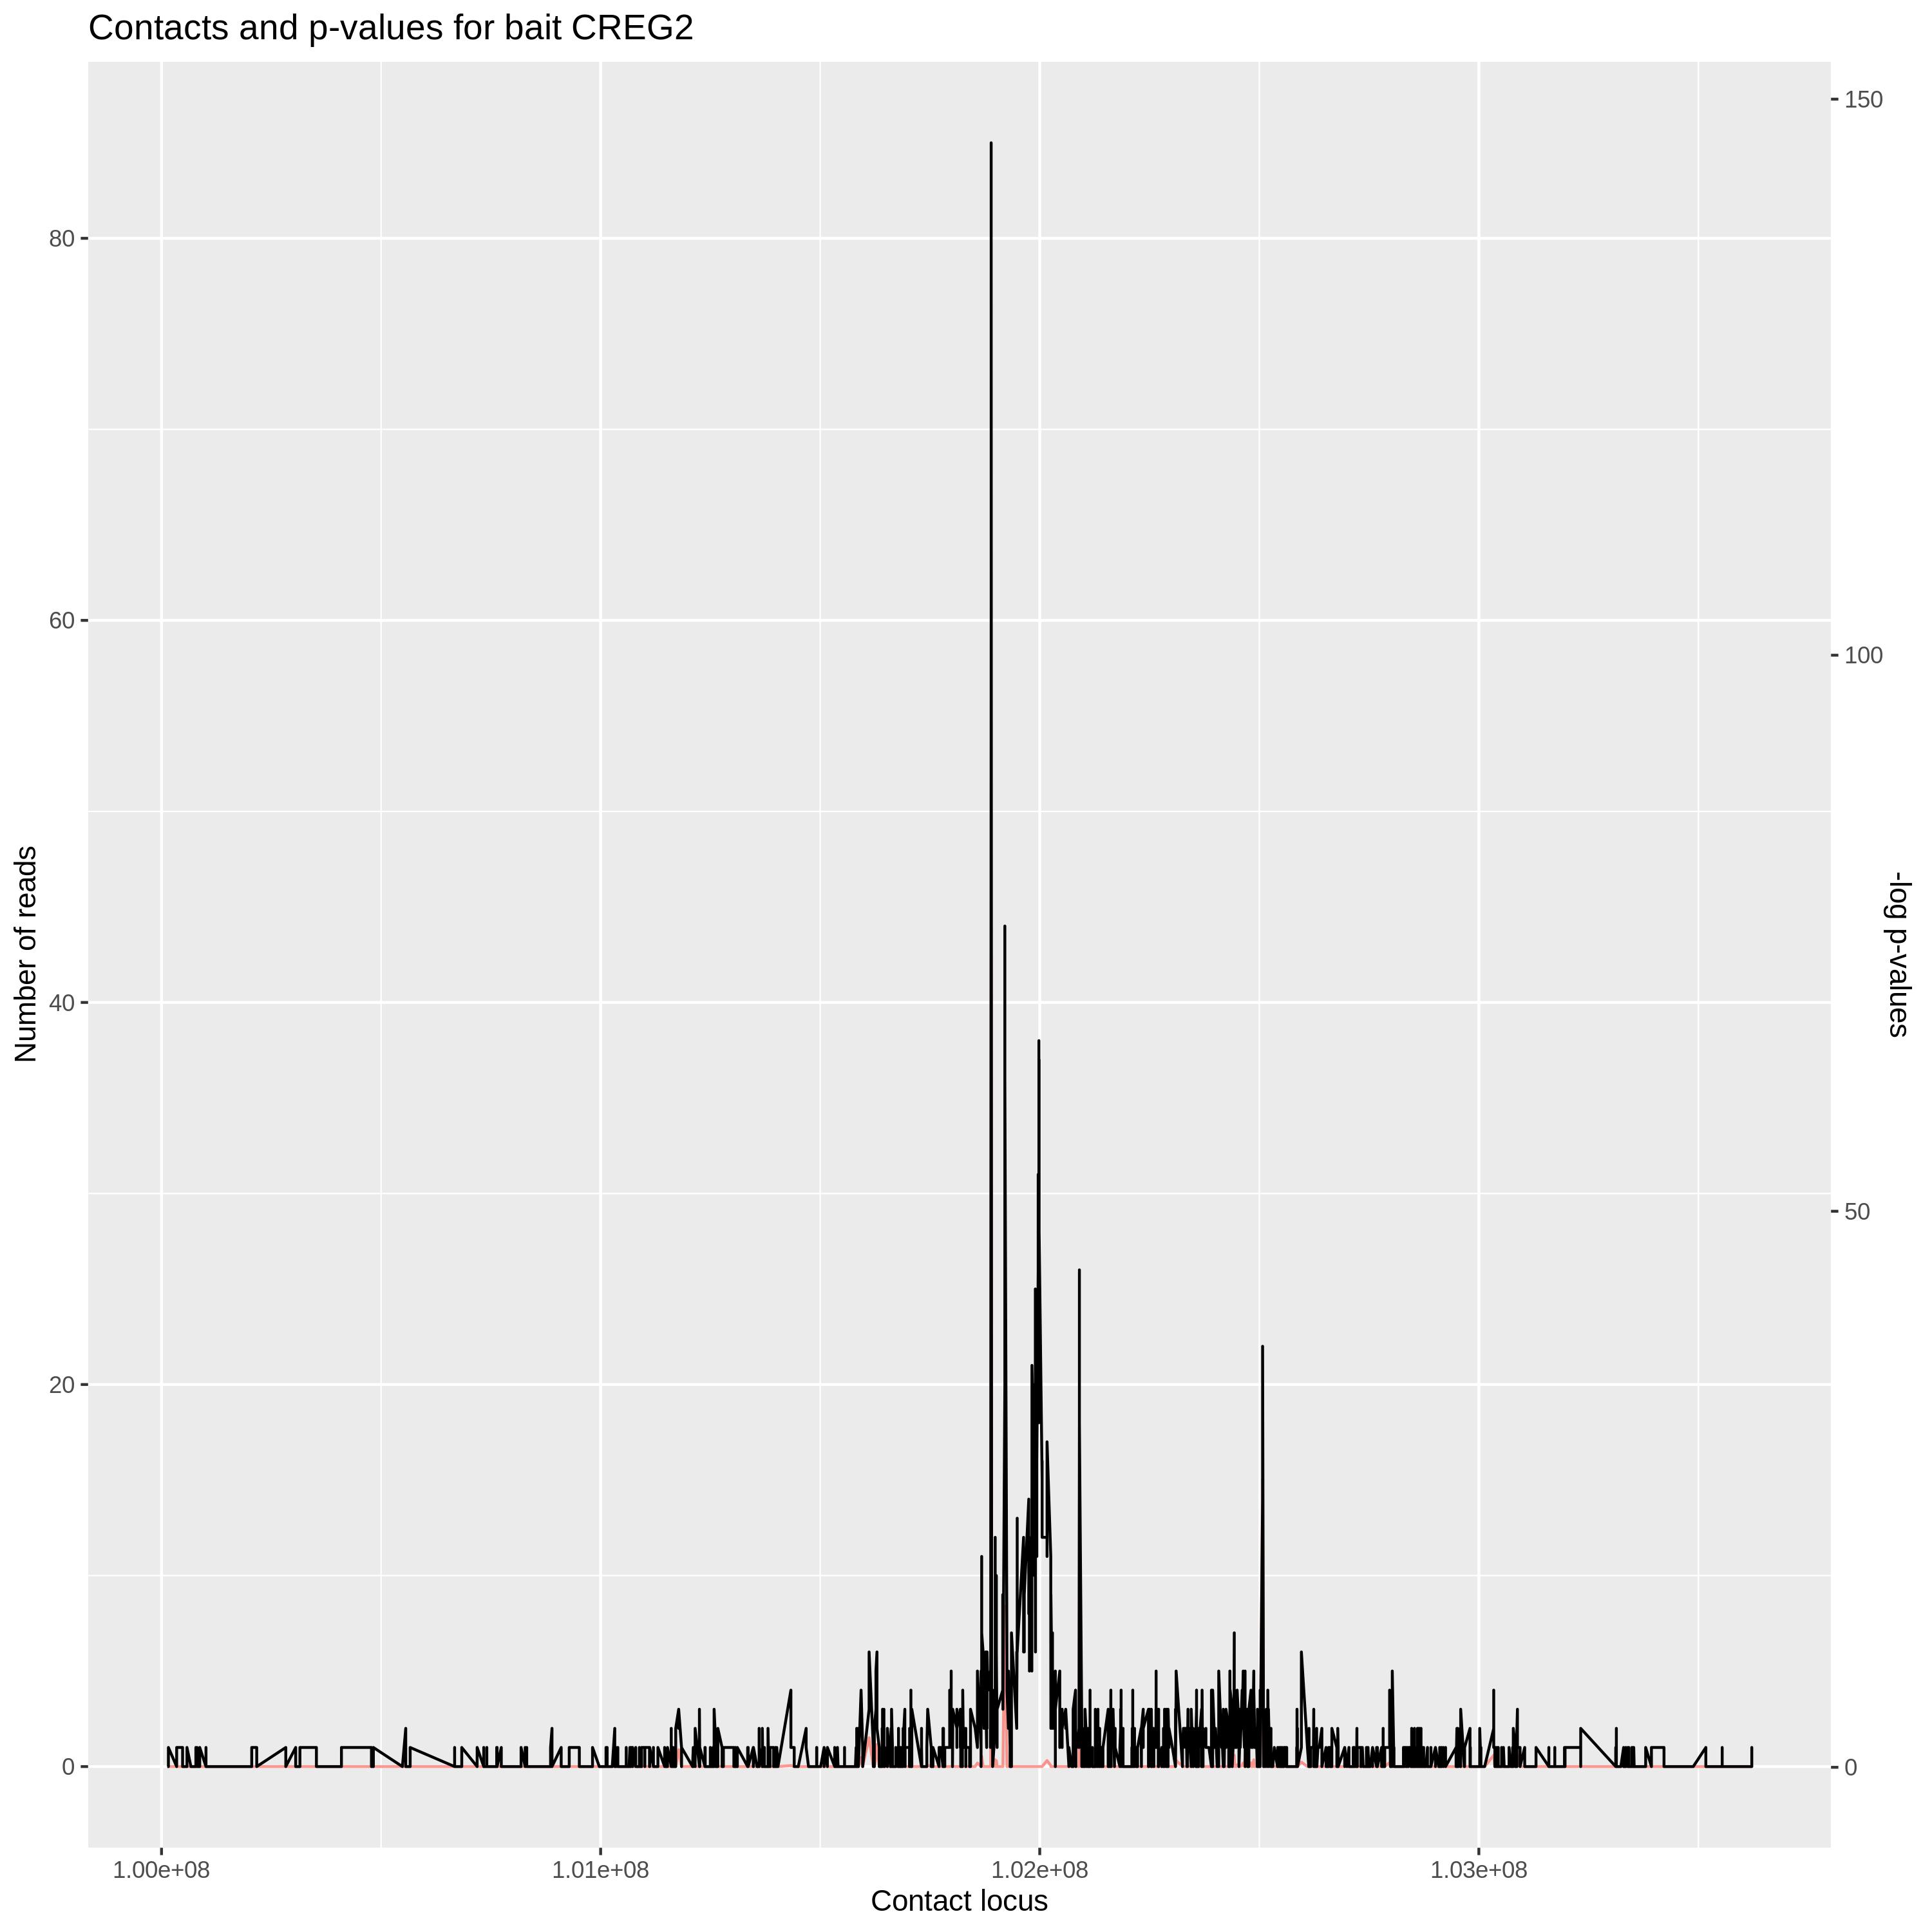 Contacts and p-values for bait CREG2
Number of reads
80
60
40
20
0
150
100
50
0
-log p-values
1.00e+08
1.01e+08
1.02e+08
1.03e+08
Contact locus